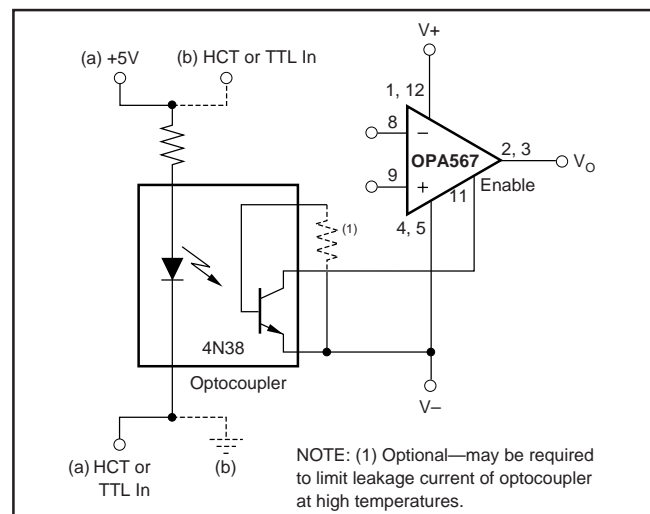 (a) +5V
(b) HCT or TTL In
V+
1, 12
8
−
OPA567
2, 3
VO
9
+
Enable
11
4, 5
(1)
4N38
Optocoupler
V−
(a) HCT or
TTL In
(b)
NOTE: (1) Optional—may be required
to limit leakage current of optocoupler
at high temperatures.